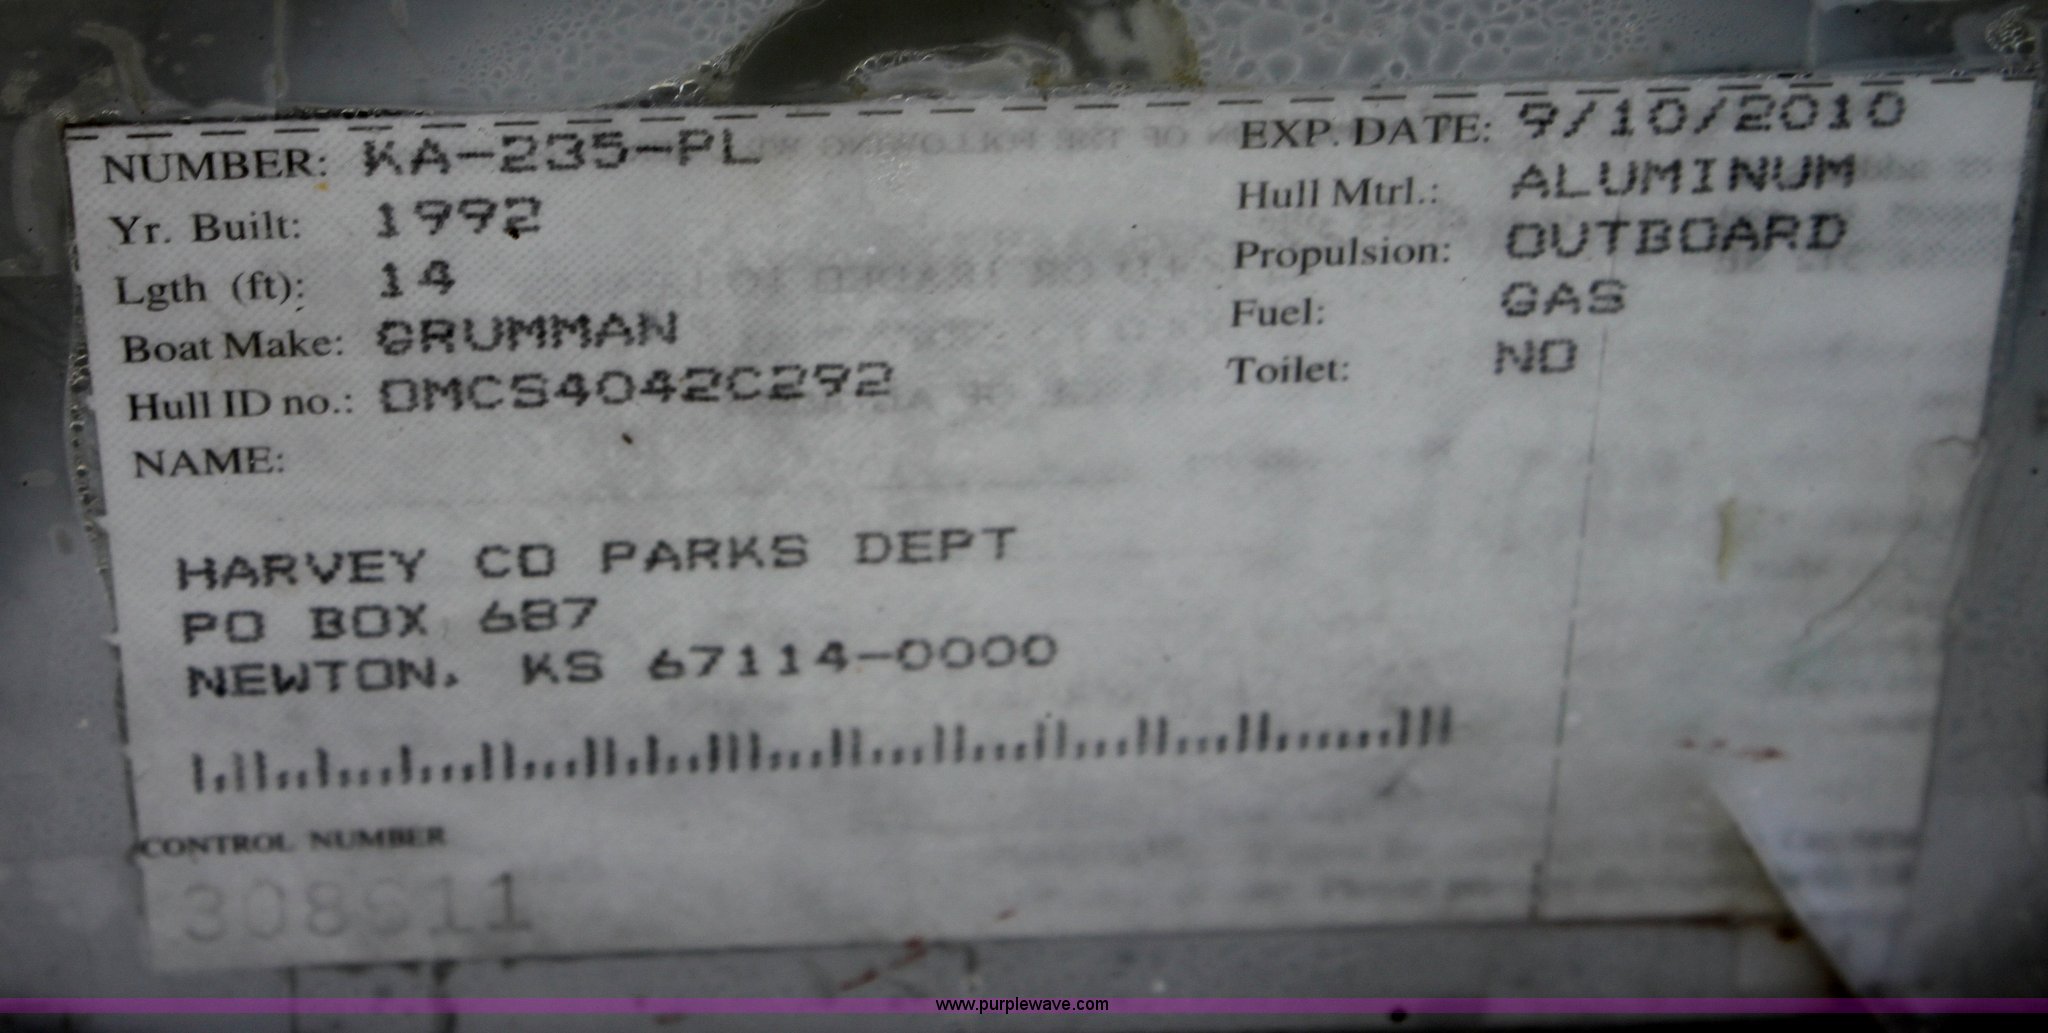 NUMBER: KA-235-PL EXP. DATE: 9/10/2010
Yr. Built: 1992 Hull Mtrl.: ALUMINUM
Lgth (ft): 14 Propulsion: OUTBOARD
Boat Make: GRUMMAN Fuel: GAS
Hull ID no.: OMCS4042C292 Toilet: NO
NAME:
HARVEY CO PARKS DEPT
PO BOX 687
NEWTON, KS 67114-0000
CONTROL NUMBER
www.purplewave.com